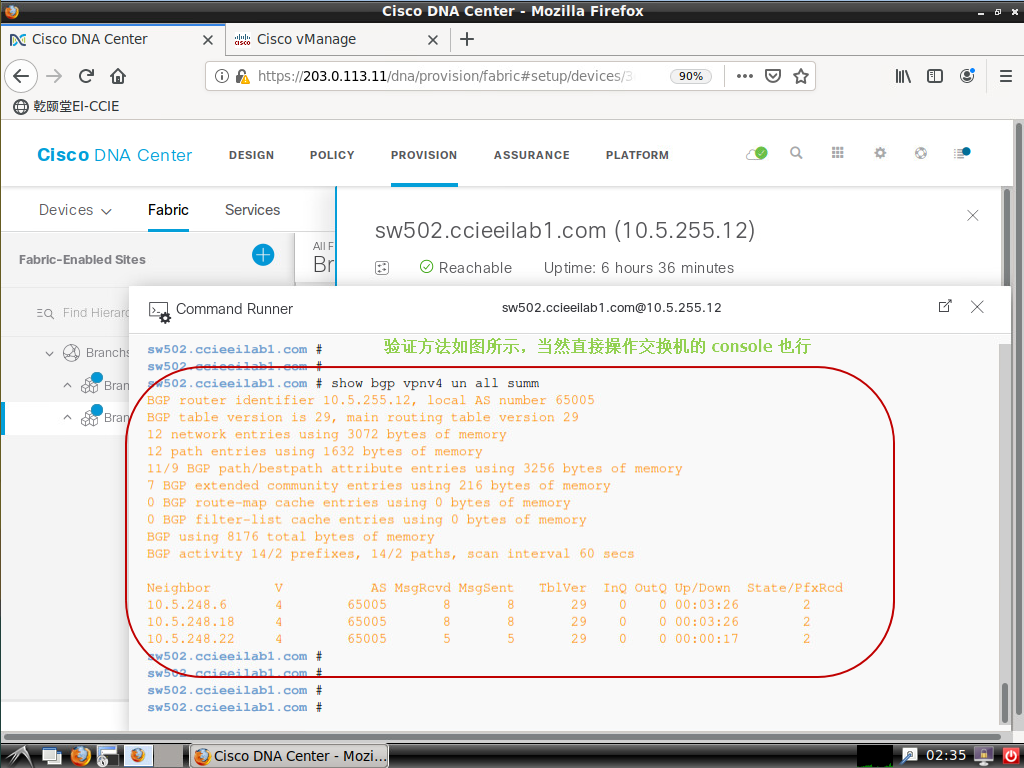 Cisco DNA Center - Mozilla Firefox
Cisco DNA Center
Cisco vManage
https://203.0.113.11/dna/provision/fabric#setup/devices/3
90%
乾颐堂EI-CCIE
Cisco DNA Center
DESIGN
POLICY
PROVISION
ASSURANCE
PLATFORM
Devices
Fabric
Services
Fabric-Enabled Sites
All F
Br
sw502.ccieeilab1.com (10.5.255.12)
Reachable
Uptime: 6 hours 36 minutes
Find Hierarc
Branchs
Bran
Bran
Command Runner
sw502.ccieeilab1.com@10.5.255.12
验证方法如图所示，当然直接操作交换机的 console 也行
sw502.ccieeilab1.com #
sw502.ccieeilab1.com #
sw502.ccieeilab1.com # show bgp vpnv4 un all summ
BGP router identifier 10.5.255.12, local AS number 65005
BGP table version is 29, main routing table version 29
12 network entries using 3072 bytes of memory
12 path entries using 1632 bytes of memory
11/9 BGP path/bestpath attribute entries using 3256 bytes of memory
7 BGP extended community entries using 216 bytes of memory
0 BGP route-map cache entries using 0 bytes of memory
0 BGP filter-list cache entries using 0 bytes of memory
BGP using 8176 total bytes of memory
BGP activity 14/2 prefixes, 14/2 paths, scan interval 60 secs
Neighbor V AS MsgRcvd MsgSent TblVer InQ OutQ Up/Down State/PfxRcd
10.5.248.6 4 65005 8 8 29 0 0 00:03:26 2
10.5.248.18 4 65005 8 8 29 0 0 00:03:26 2
10.5.248.22 4 65005 5 5 29 0 0 00:00:17 2
sw502.ccieeilab1.com #
sw502.ccieeilab1.com #
sw502.ccieeilab1.com #
sw502.ccieeilab1.com #
Cisco DNA Center - Mozi...
02:35